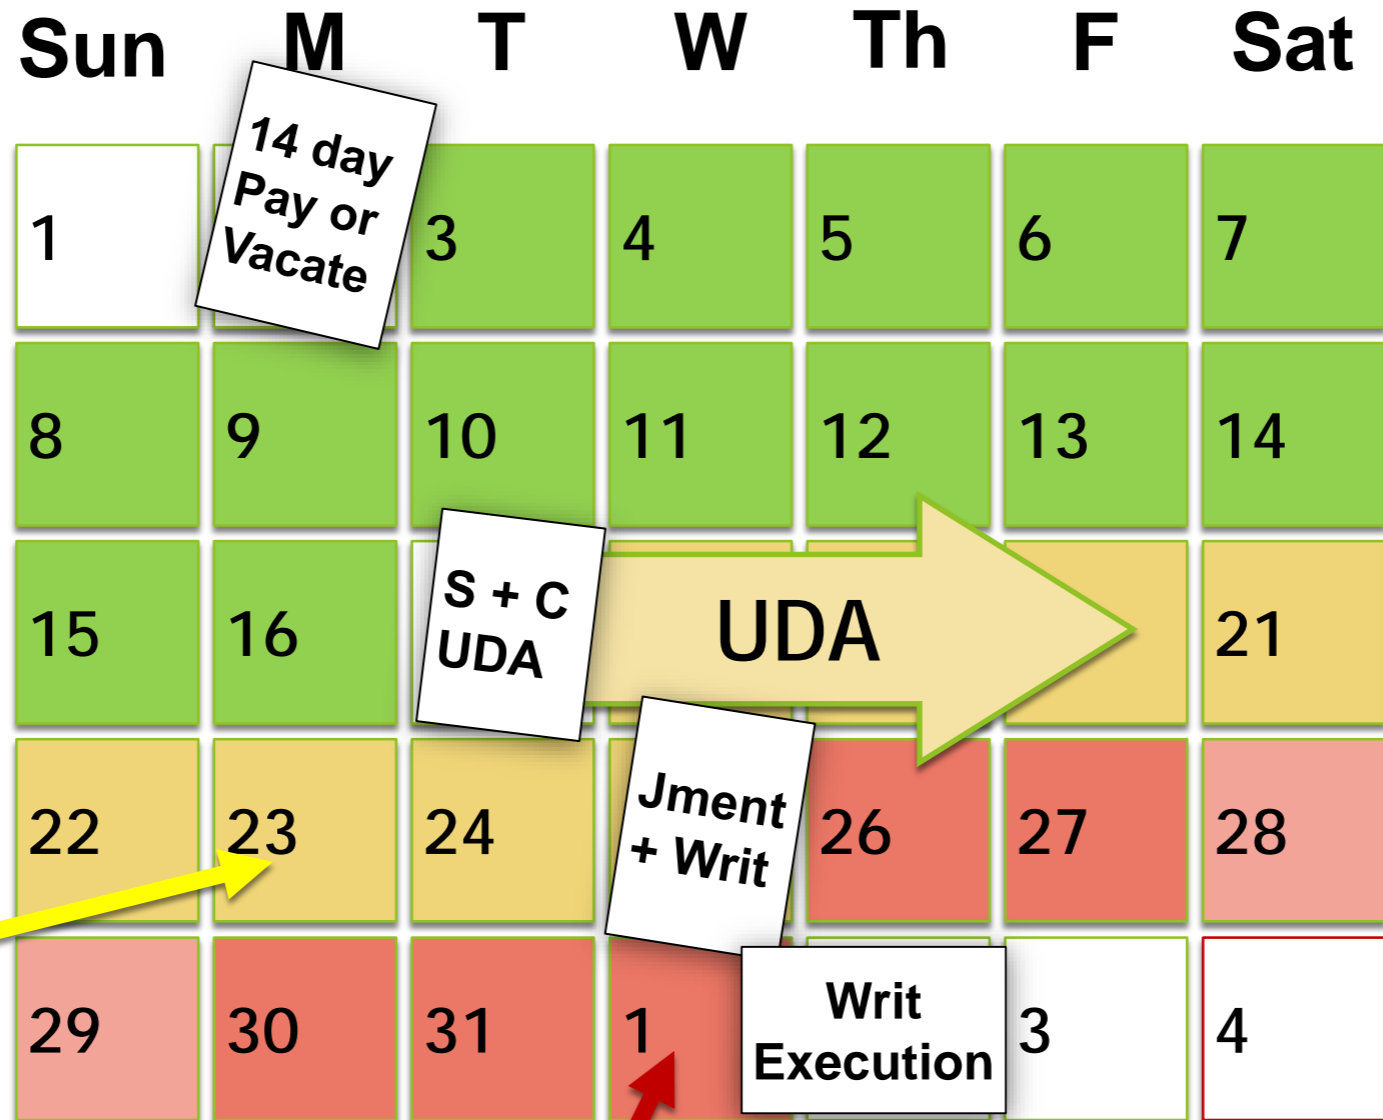 Sun M T W Th F Sat
14 day
Pay or
Vacate
1 3 4 5 6 7
8 9 10 11 12 13 14
S + C
UDA
UDA
15 16 21
Jment
+ Writ
22 23 24 26 27 28
Writ
Execution
29 30 31 1 3 4